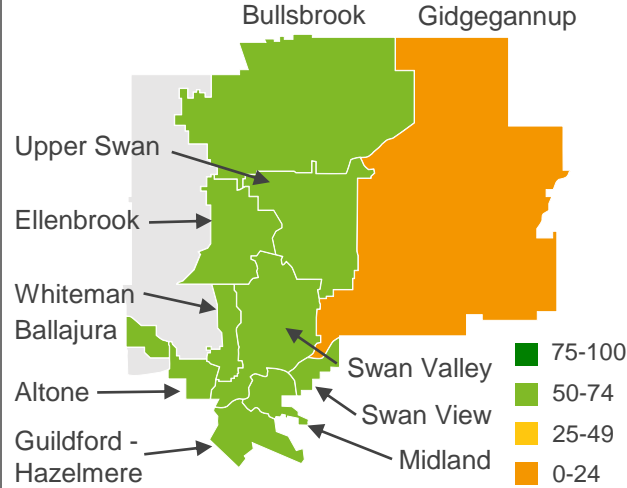 Bullsbrook
Gidgegannup
Upper Swan
Ellenbrook
Whiteman
Ballajura
Altone
Guildford -
Hazelmere
Swan Valley
Swan View
Midland
75-100
50-74
25-49
0-24